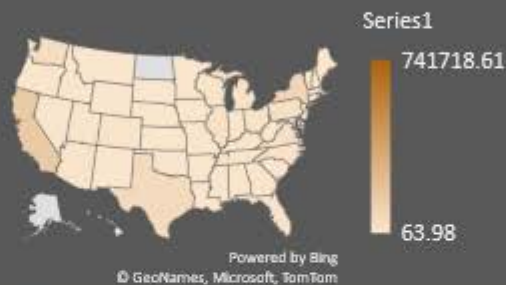 Series1
741718.61
63.98
Powered by Bing
© GeoNames, Microsoft, TomTom